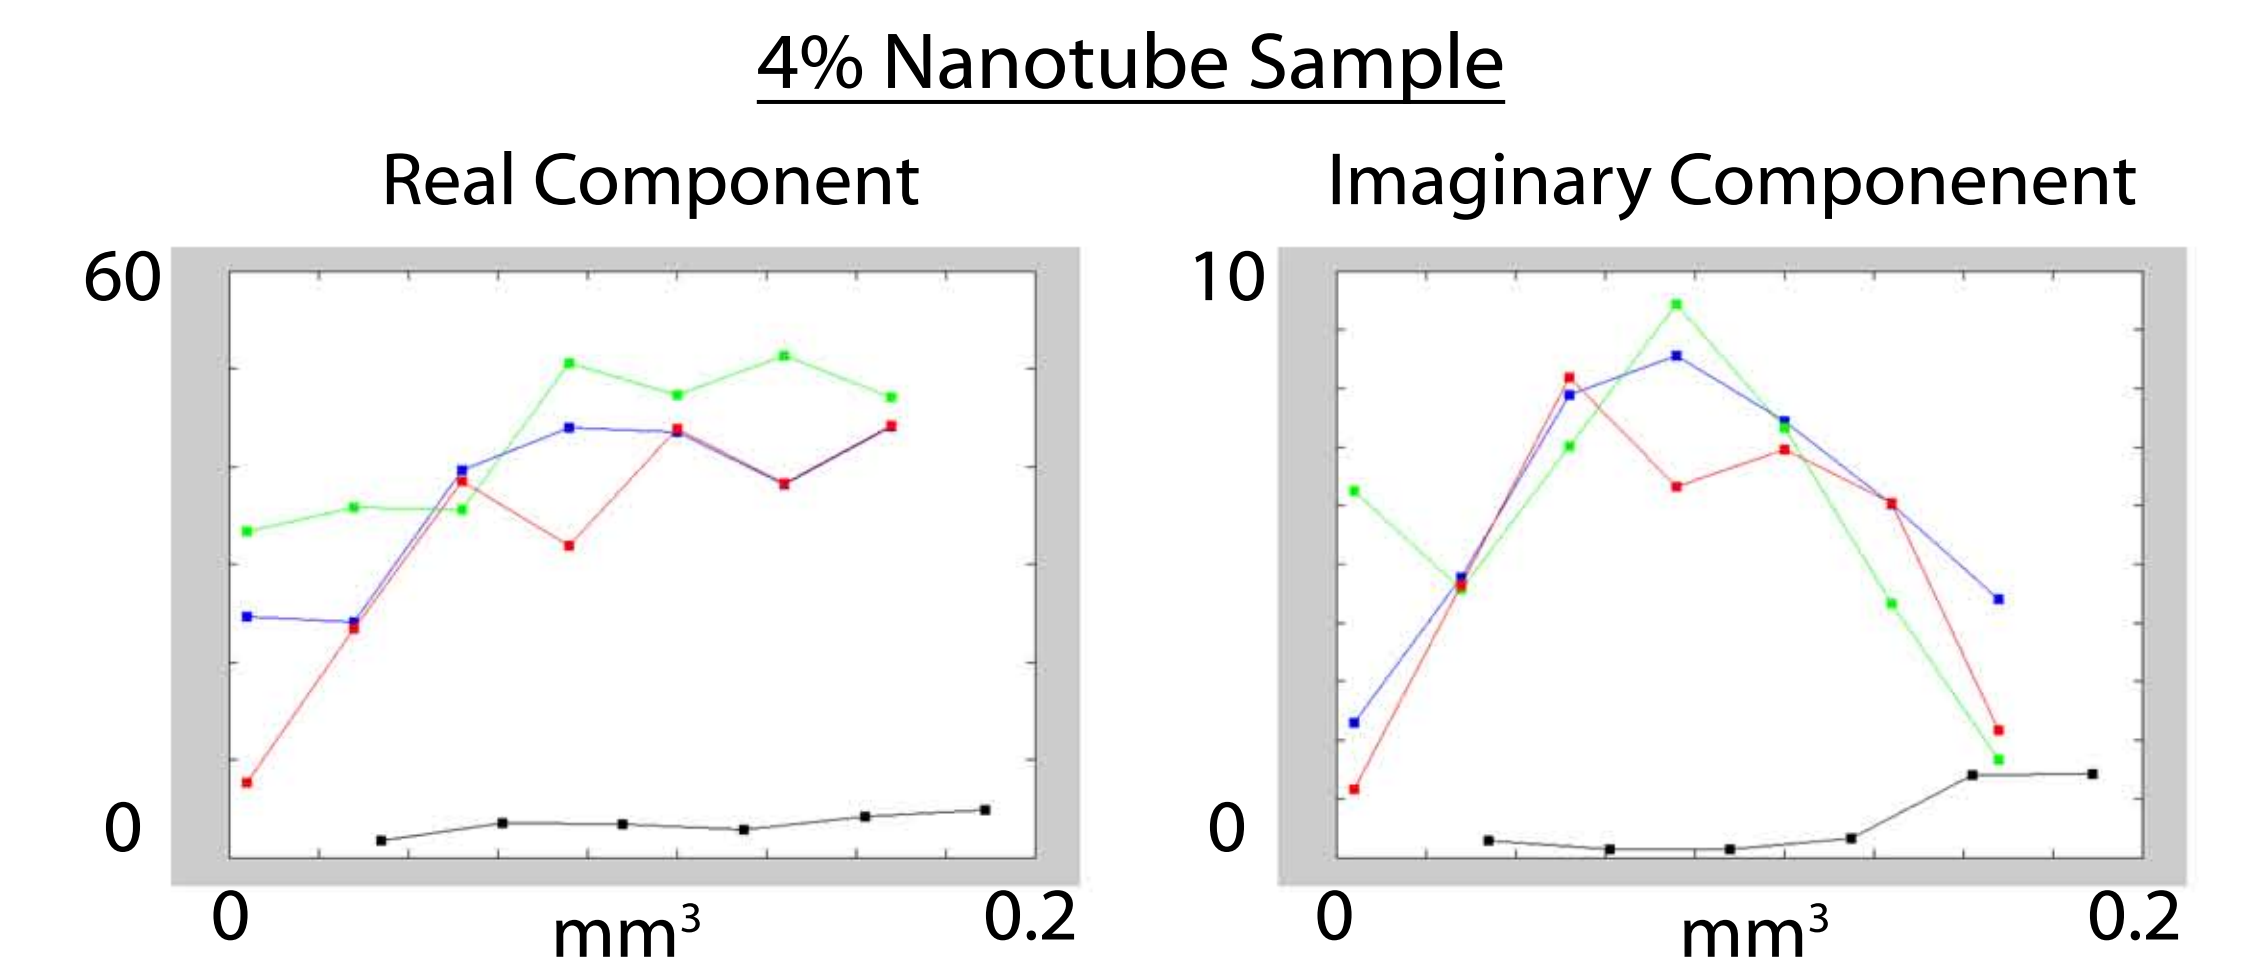 4% Nanotube Sample
Real Component
Imaginary Componenent
60
0
0
mm³
0.2
10
0
0
mm³
0.2